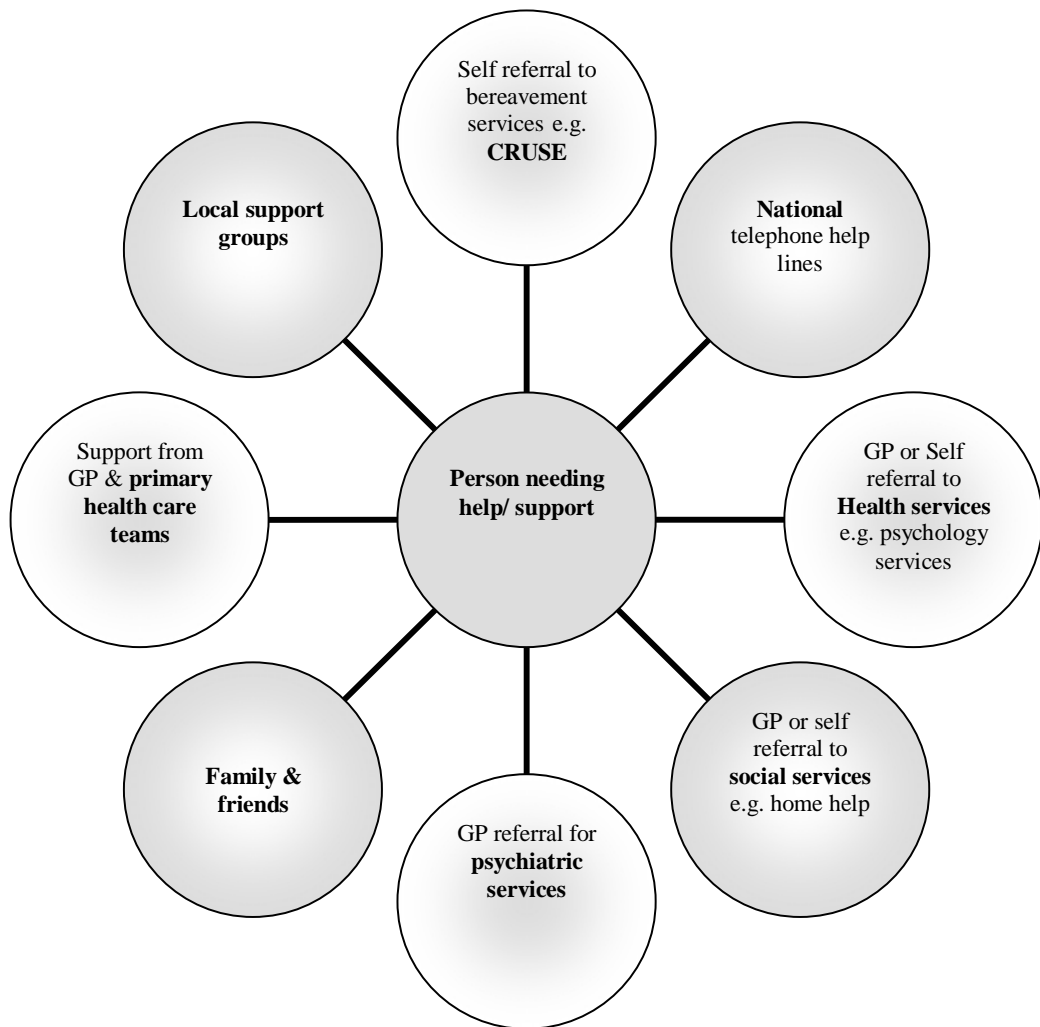 Self referral to
bereavement
services e.g.
CRUSE
Local support
groups
National
telephone help
lines
Support from
GP & primary
health care
teams
Person needing
help/ support
GP or Self
referral to
Health services
e.g. psychology
services
Family &
friends
GP referral for
psychiatric
services
GP or self
referral to
social services
e.g. home help